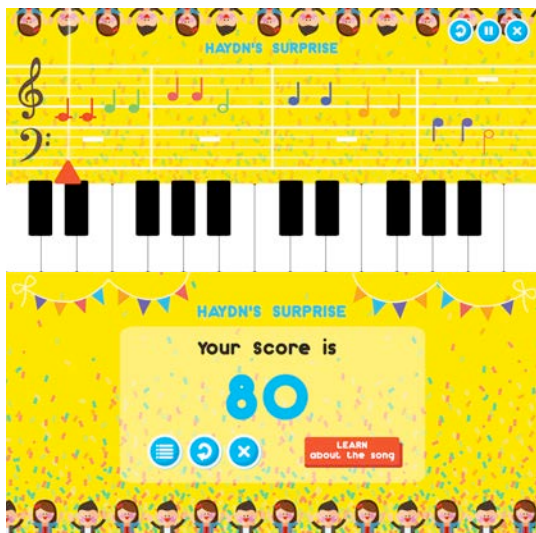 HAYDN'S SURPRISE
HAYDN'S SURPRISE
Your Score is
80
LEARN
about the song